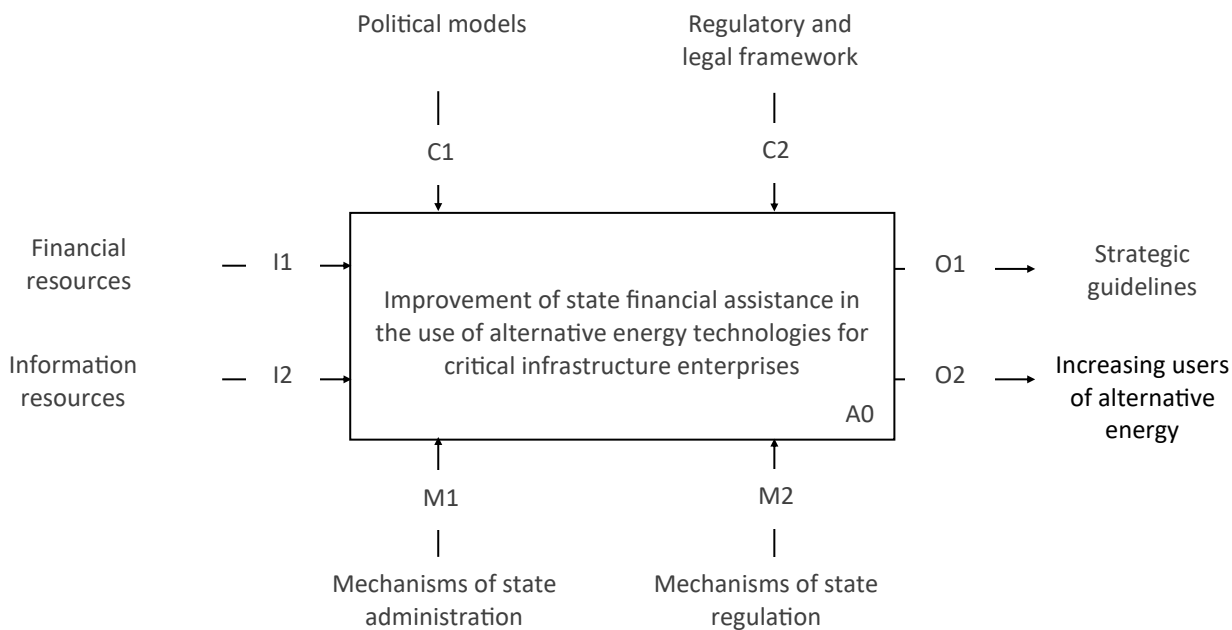 Political models
Regulatory and
legal framework
C1
C2
Financial
resources
I1
O1
Strategic
guidelines
Improvement of state financial assistance in
the use of alternative energy technologies for
critical infrastructure enterprises
Information
resources
I2
O2
Increasing users
of alternative
energy
A0
M1
M2
Mechanisms of state
administration
Mechanisms of state
regulation